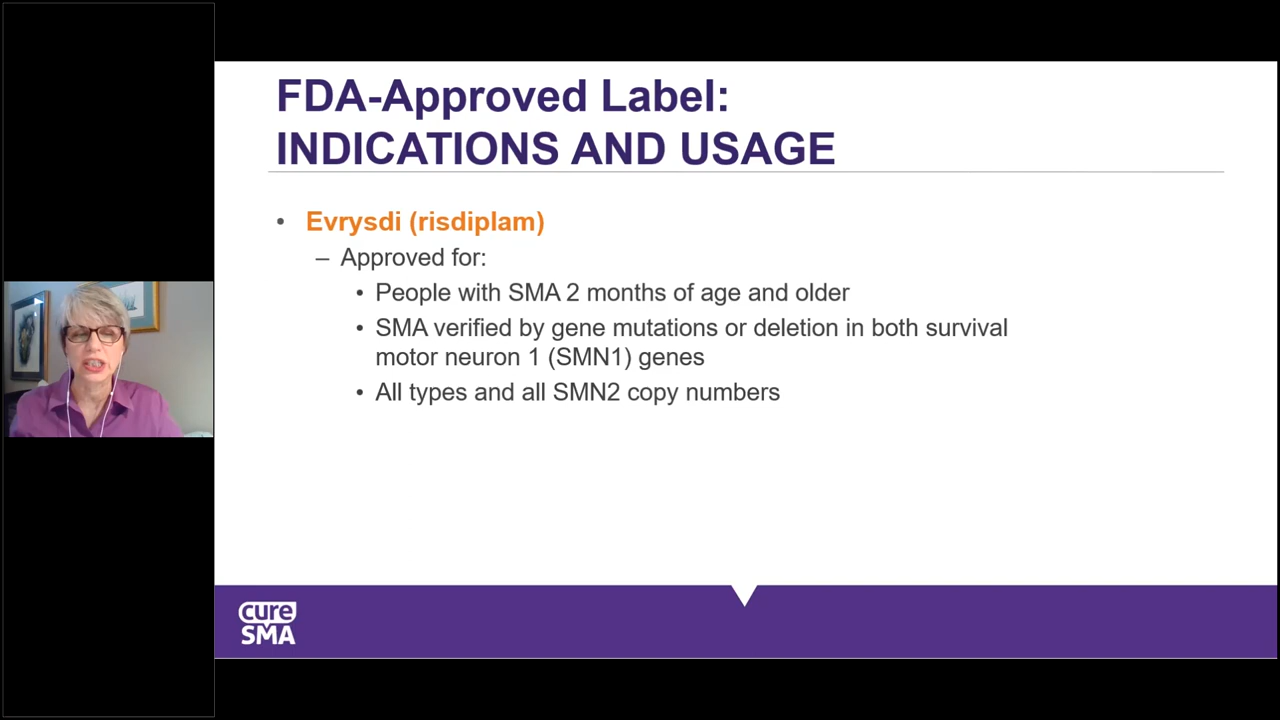 FDA-Approved Label:
INDICATIONS AND USAGE
• Evrysdi (risdiplam)
– Approved for:
• People with SMA 2 months of age and older
• SMA verified by gene mutations or deletion in both survival
motor neuron 1 (SMN1) genes
• All types and all SMN2 copy numbers
cure
SMA